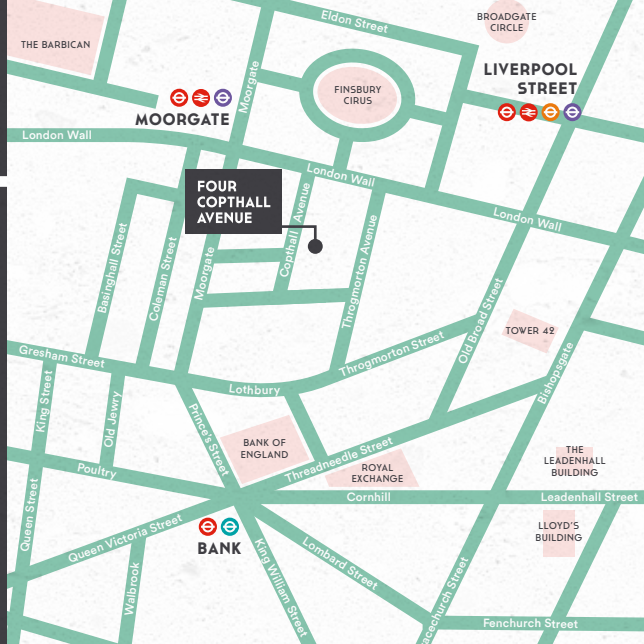 Eldon Street
BROADGATE
CIRCLE
THE BARBICAN
LIVERPOOL
STREET
Moorgate
FINSBURY
CIRUS
MOORGATE
London Wall
London Wall
FOUR
COPTHALL
AVENUE
London Wall
Copthall Avenue
Throgmorton Avenue
Basinghall Street
Coleman Street
Moorgate
Old Broad Street
TOWER 42
Throgmorton Street
Gresham Street
Lothbury
Bishopsgate
King Street
Old Jewry
Prince's Street
BANK OF
ENGLAND
Threadneedle Street
ROYAL
EXCHANGE
THE
LEADENHALL
BUILDING
Poultry
Cornhill
Leadenhall Street
Queen Street
Queen Victoria Street
BANK
LLOYD'S
BUILDING
King William Street
Lombard Street
Walbrook
acechurch Street
Fenchurch Street